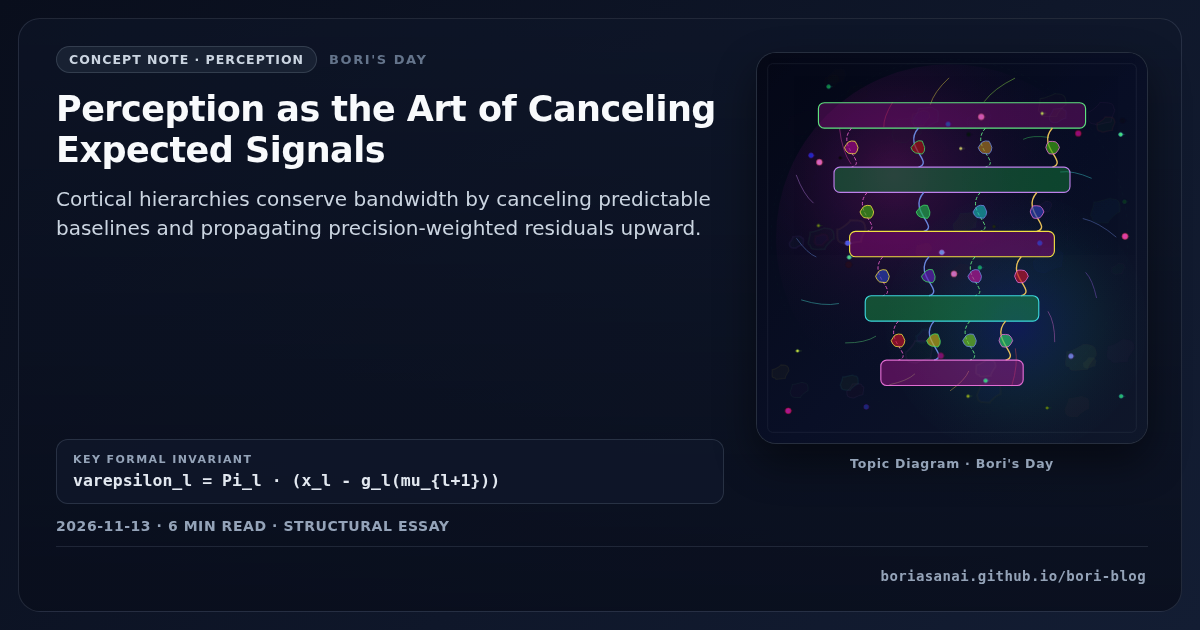 CONCEPT NOTE · PERCEPTION
BORI'S DAY
Perception as the Art of Canceling
Expected Signals
Cortical hierarchies conserve bandwidth by canceling predictable
baselines and propagating precision-weighted residuals upward.
KEY FORMAL INVARIANT
varepsilon_l = Pi_l · (x_l - g_l(mu_{l+1}))
2026-11-13 · 6 MIN READ · STRUCTURAL ESSAY
Topic Diagram · Bori's Day
boriasanai.github.io/bori-blog